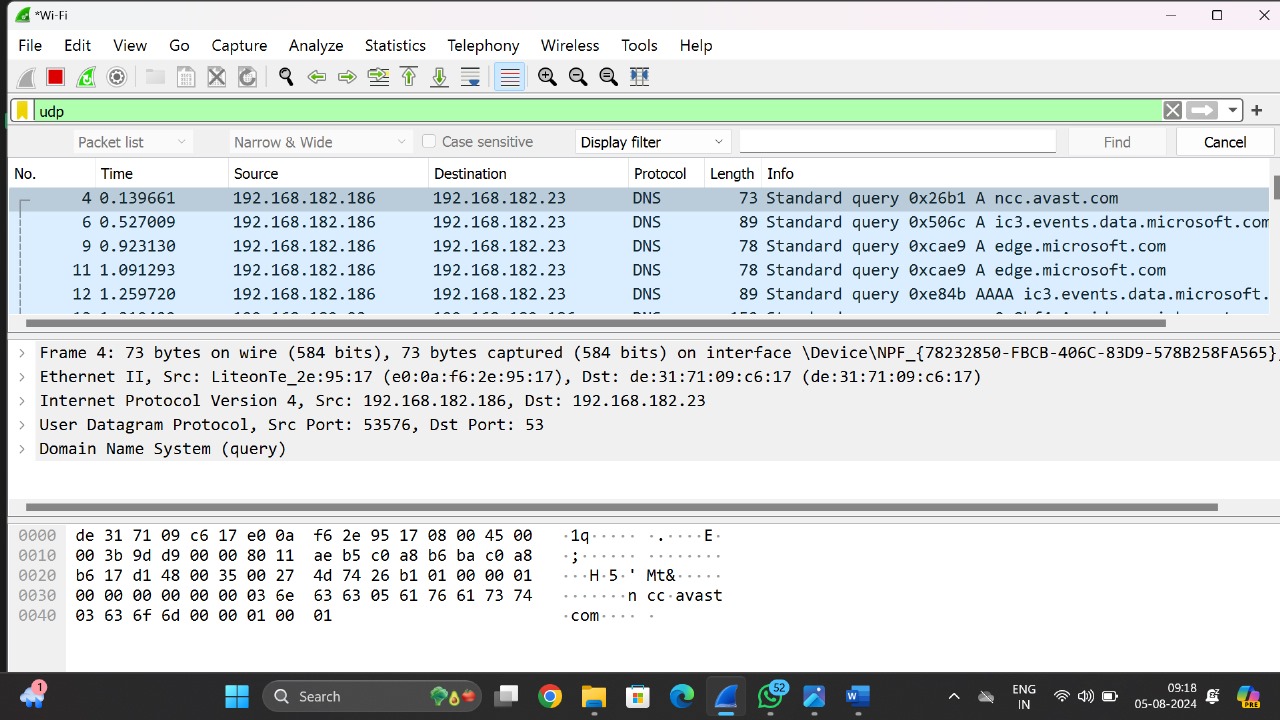 *Wi-Fi
File Edit View Go Capture Analyze Statistics Telephony Wireless Tools Help
udp
Packet list Narrow & Wide Case sensitive Display filter Find Cancel
No. Time Source Destination Protocol Length Info
4 0.139661 192.168.182.186 192.168.182.23 DNS 73 Standard query 0x26b1 A ncc.avast.com
6 0.527009 192.168.182.186 192.168.182.23 DNS 89 Standard query 0x506c A ic3.events.data.microsoft.com
9 0.923130 192.168.182.186 192.168.182.23 DNS 78 Standard query 0xcae9 A edge.microsoft.com
11 1.091293 192.168.182.186 192.168.182.23 DNS 78 Standard query 0xcae9 A edge.microsoft.com
12 1.259720 192.168.182.186 192.168.182.23 DNS 89 Standard query 0xe84b AAAA ic3.events.data.microsoft.
Frame 4: 73 bytes on wire (584 bits), 73 bytes captured (584 bits) on interface \Device\NPF_{78232850-FBCB-406C-83D9-578B258FA565},
Ethernet II, Src: LiteonTe_2e:95:17 (e0:0a:f6:2e:95:17), Dst: de:31:71:09:c6:17 (de:31:71:09:c6:17)
Internet Protocol Version 4, Src: 192.168.182.186, Dst: 192.168.182.23
User Datagram Protocol, Src Port: 53576, Dst Port: 53
Domain Name System (query)
0000 de 31 71 09 c6 17 e0 0a f6 2e 95 17 08 00 45 00 ·1q····· ·.····E·
0010 00 3b 9d d9 00 00 80 11 ae b5 c0 a8 b6 ba c0 a8 ·;······ ········
0020 b6 17 d1 48 00 35 00 27 4d 74 26 b1 01 00 00 01 ···H·5·' Mt&·····
0030 00 00 00 00 00 00 03 6e 63 63 05 61 76 61 73 74 ·······n cc·avast
0040 03 63 6f 6d 00 00 01 00 01 ·com···· ·
1 Search 52 ENG 09:18
IN 05-08-2024 PRE